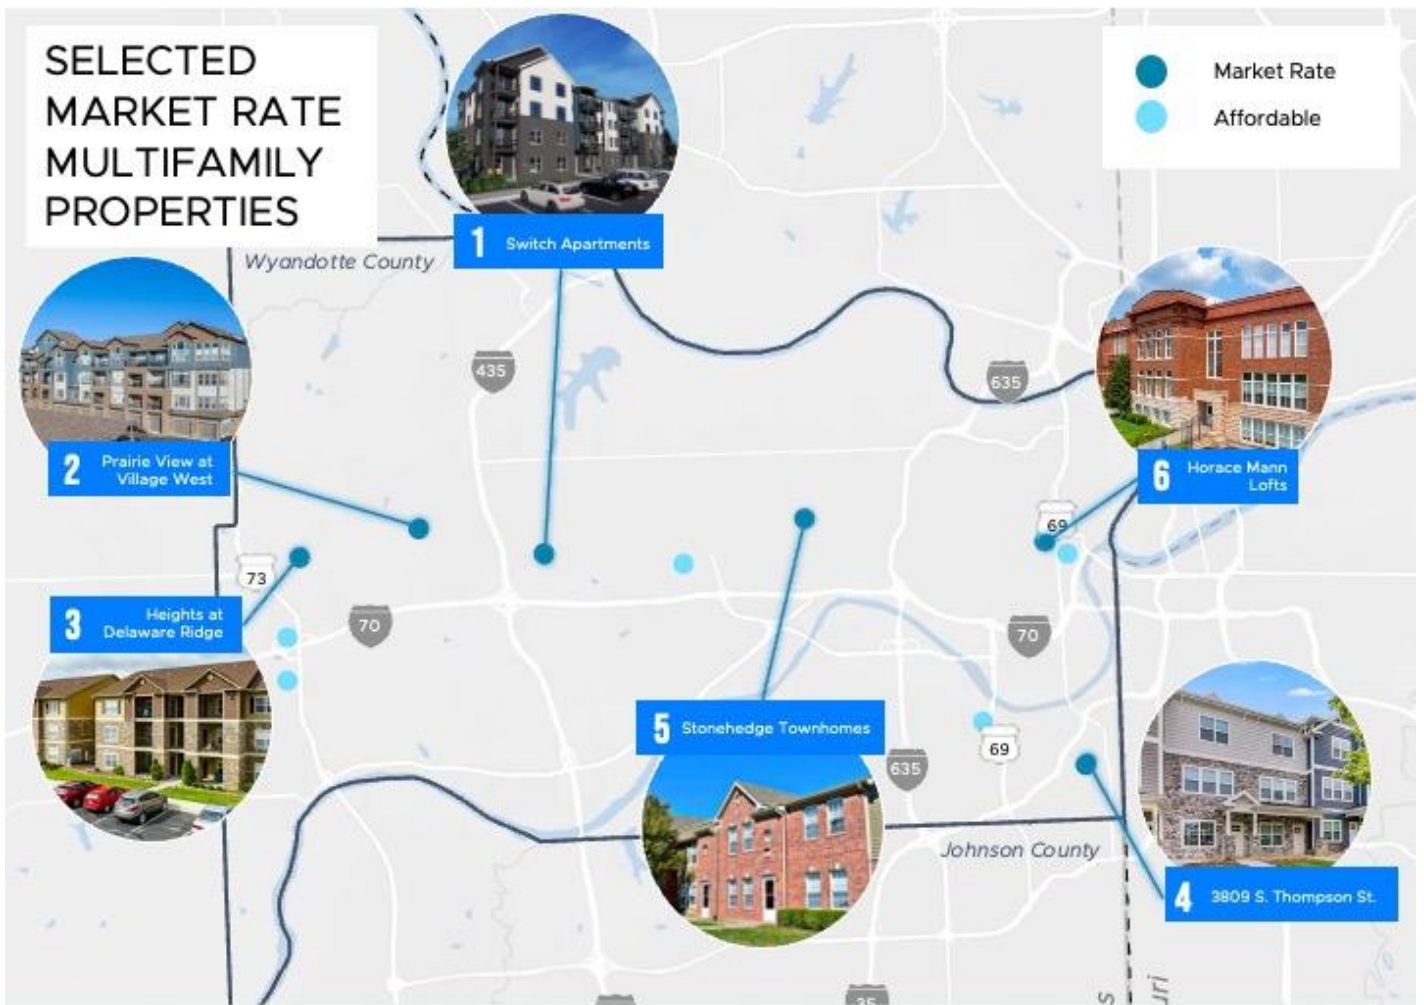 SELECTED
MARKET RATE
MULTIFAMILY
PROPERTIES
Market Rate
Affordable
1 Switch Apartments
Wyandotte County
435
635
2 Prairie View at
Village West
6 Horace Mann
Lofts
69
73
3 Heights at
Delaware Ridge
70
70
5 Stonehedge Townhomes
69
635
Johnson County
4 3809 S. Thompson St.
35
s
uri